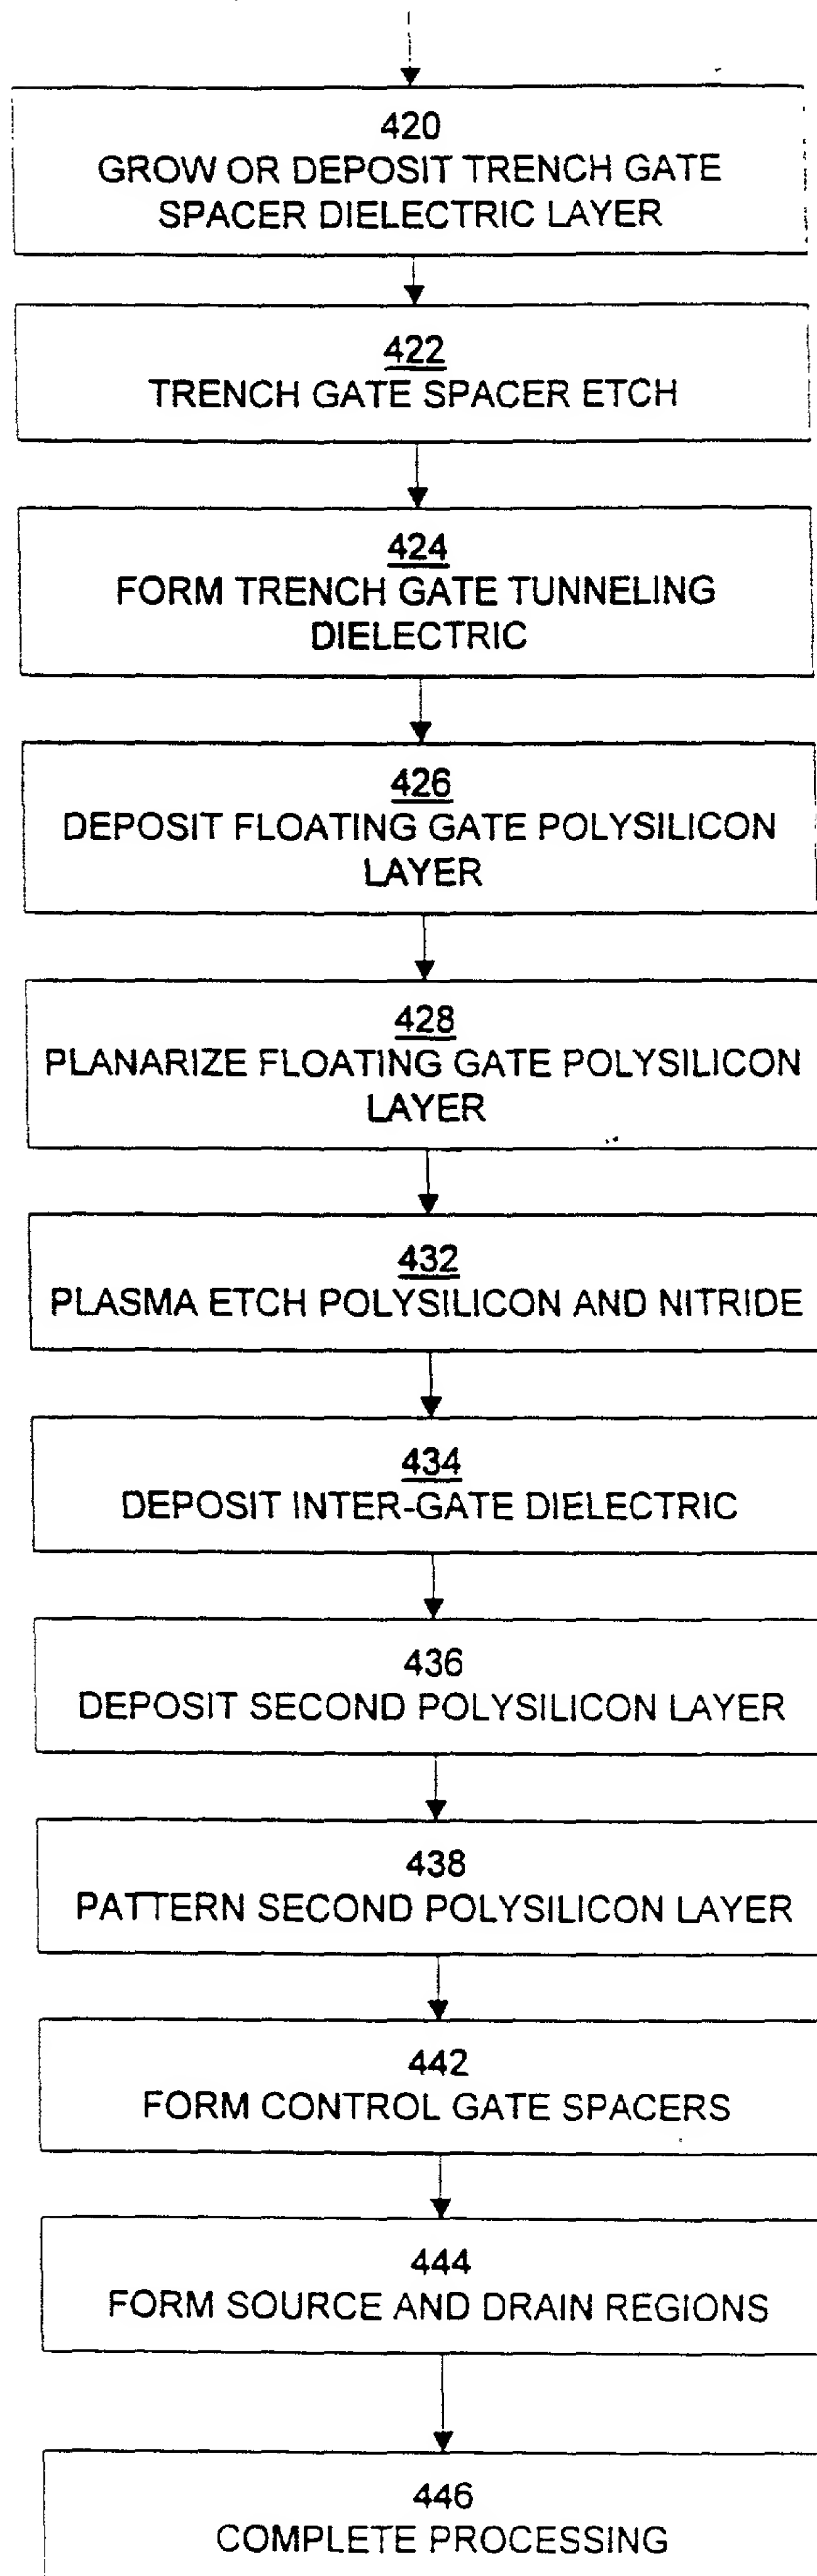 420
GROW OR DEPOSIT TRENCH GATE
SPACER DIELECTRIC LAYER
422
TRENCH GATE SPACER ETCH
424
FORM TRENCH GATE TUNNELING
DIELECTRIC
426
DEPOSIT FLOATING GATE POLYSILICON
LAYER
428
PLANARIZE FLOATING GATE POLYSILICON
LAYER
432
PLASMA ETCH POLYSILICON AND NITRIDE
434
DEPOSIT INTER-GATE DIELECTRIC
436
DEPOSIT SECOND POLYSILICON LAYER
438
PATTERN SECOND POLYSILICON LAYER
442
FORM CONTROL GATE SPACERS
444
FORM SOURCE AND DRAIN REGIONS
446
COMPLETE PROCESSING